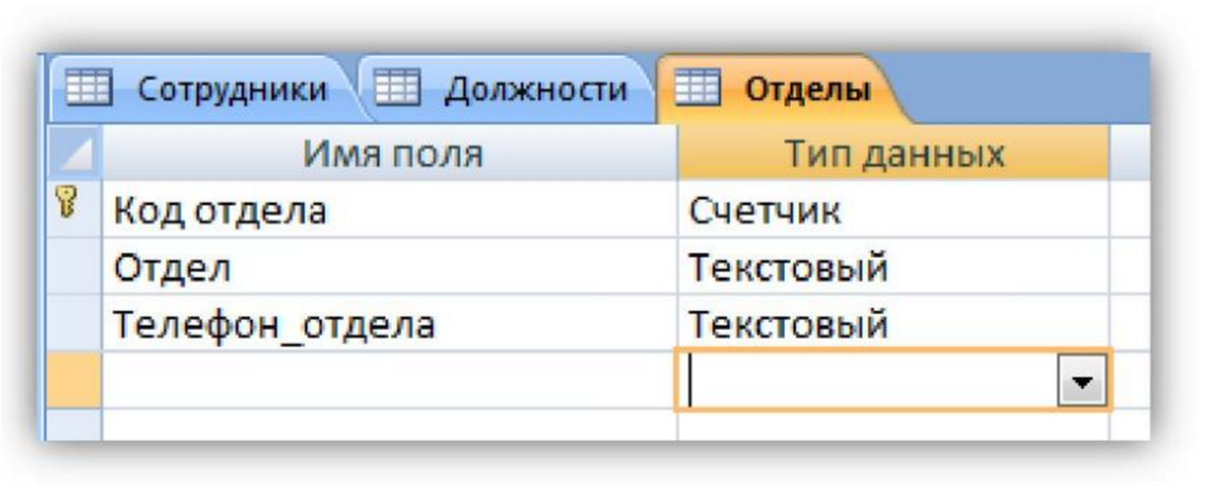 Сотрудники Должности Отделы
Имя поля Тип данных
Код отдела Счетчик
Отдел Текстовый
Телефон_отдела Текстовый